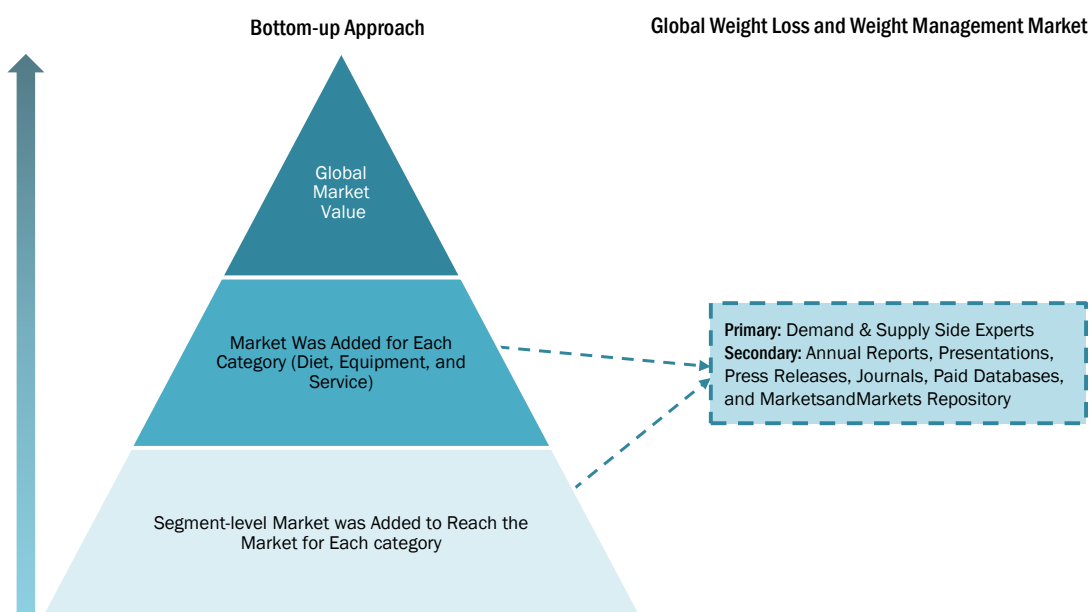 Bottom-up Approach
Global Weight Loss and Weight Management Market
Global
Market
Value
Market Was Added for Each
Category (Diet, Equipment, and
Service)
Primary: Demand & Supply Side Experts
Secondary: Annual Reports, Presentations,
Press Releases, Journals, Paid Databases,
and MarketsandMarkets Repository
Segment-level Market was Added to Reach the
Market for Each category